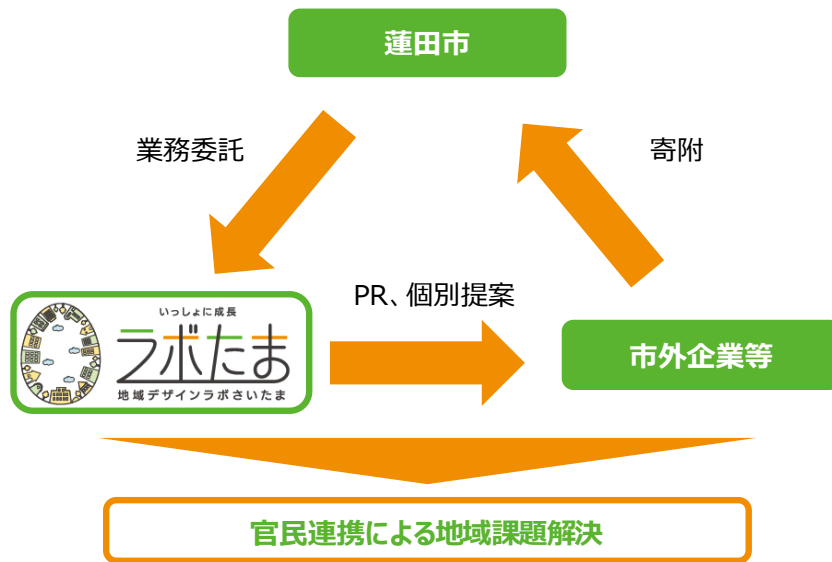 蓮田市
業務委託
寄附
PR、個別提案
いっしょに成長
ラボたま
地域デザインラボさいたま
市外企業等
官民連携による地域課題解決